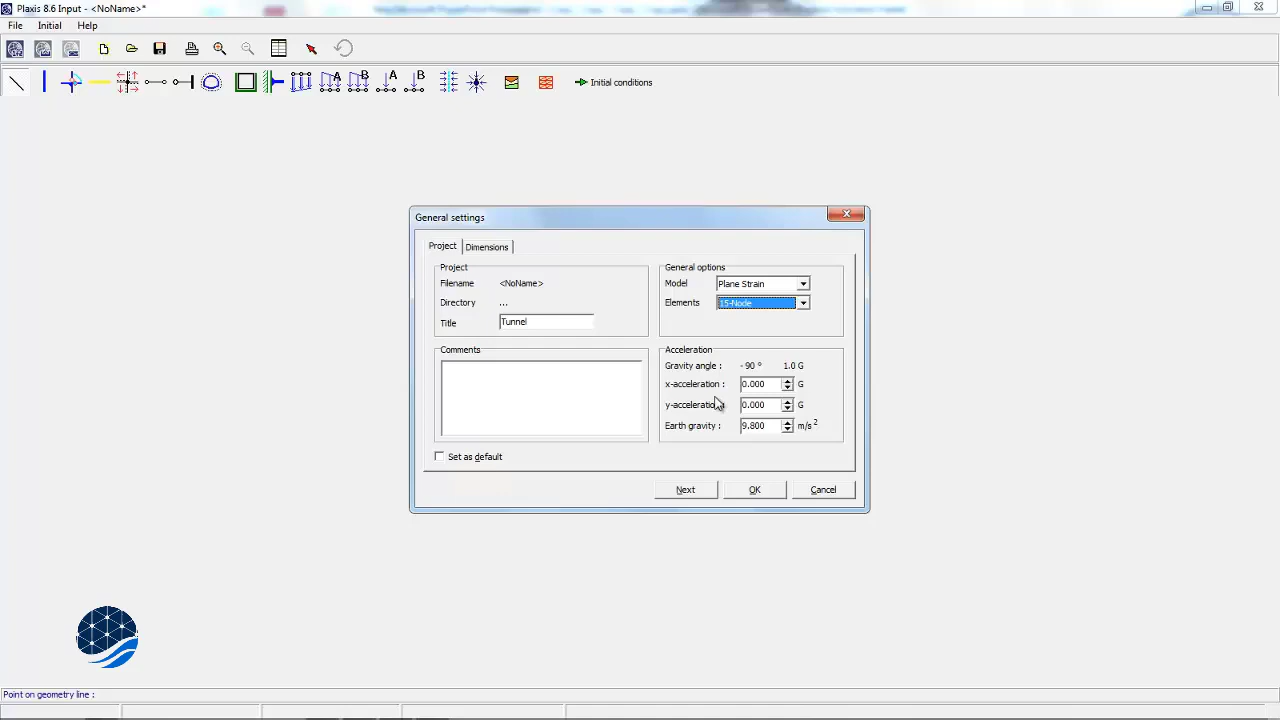 Plaxis 8.6 Input - <NoName>*
File Initial Help
A B A B Initial conditions
General settings
Project Dimensions
Project
Filename <NoName>
Directory ...
Title Tunnel
General options
Model Plane Strain
Elements 15-Node
Comments
Acceleration
Gravity angle : -90 ° 1.0 G
x-acceleration : 0.000 G
y-acceleration 0.000 G
Earth gravity : 9.800 m/s 2
Set as default
Next OK Cancel
Point on geometry line :